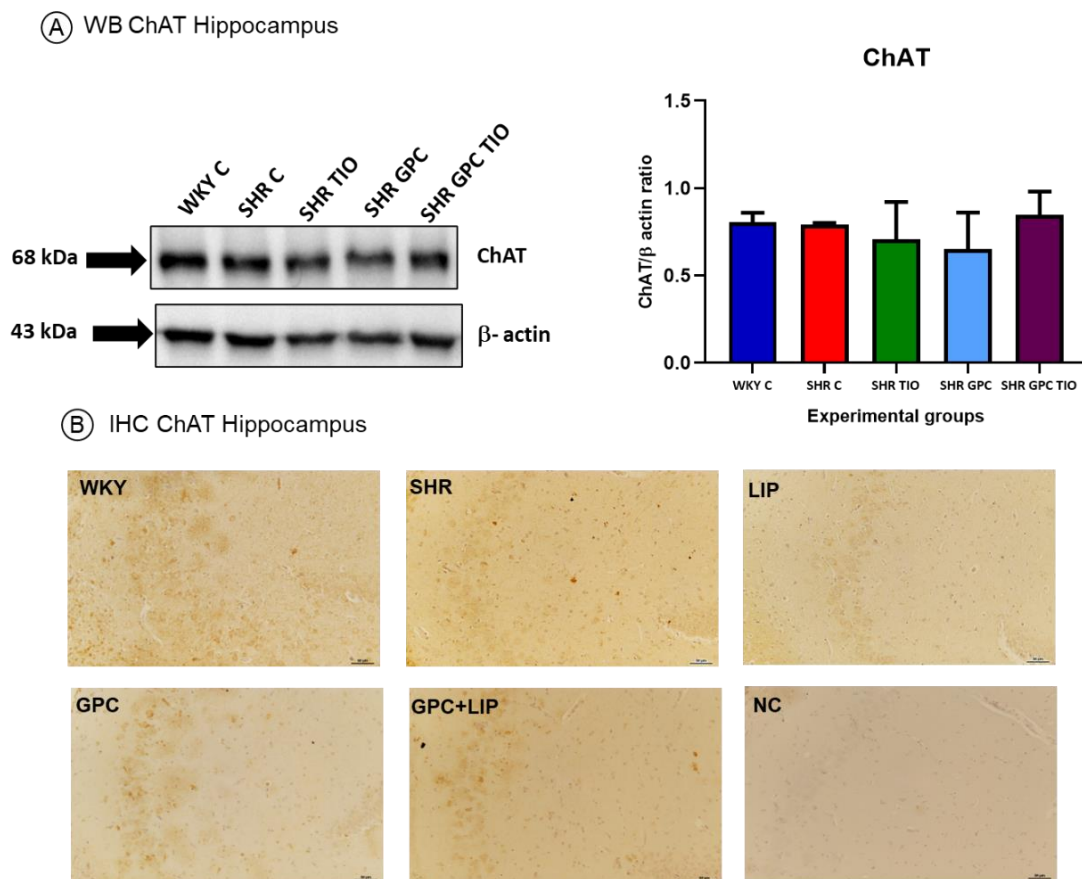 A WB ChAT Hippocampus
WKY C
SHR C
SHR TIO
SHR GPC
SHR GPC TIO
68 kDa
ChAT
43 kDa
β- actin
ChAT
ChAT/β actin ratio
1.5
1.0
0.5
0.0
WKY C SHR C SHR TIO SHR GPC SHR GPC TIO
Experimental groups
B IHC ChAT Hippocampus
WKY
SHR
LIP
GPC
GPC+LIP
NC